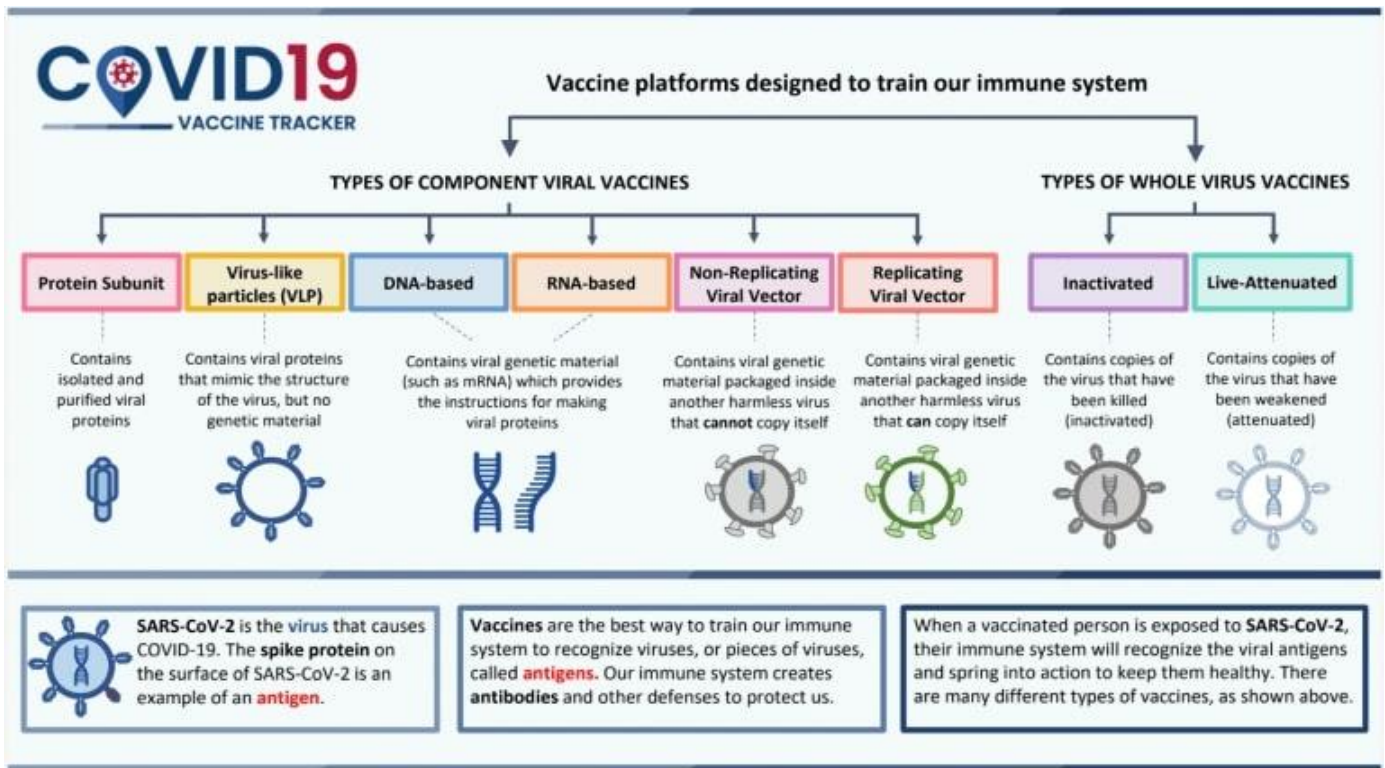 COVID19
VACCINE TRACKER
Vaccine platforms designed to train our immune system
TYPES OF COMPONENT VIRAL VACCINES
TYPES OF WHOLE VIRUS VACCINES
Protein Subunit
Virus-like
particles (VLP)
DNA-based
RNA-based
Non-Replicating
Viral Vector
Replicating
Viral Vector
Inactivated
Live-Attenuated
Contains
isolated and
purified viral
proteins
Contains viral proteins
that mimic the structure
of the virus, but no
genetic material
Contains viral genetic material
(such as mRNA) which provides
the instructions for making
viral proteins
Contains viral genetic
material packaged inside
another harmless virus
that cannot copy itself
Contains viral genetic
material packaged inside
another harmless virus
that can copy itself
Contains copies of
the virus that have
been killed
(inactivated)
Contains copies of
the virus that have
been weakened
(attenuated)
SARS-CoV-2 is the virus that causes
COVID-19. The spike protein on
the surface of SARS-CoV-2 is an
example of an antigen.
Vaccines are the best way to train our immune
system to recognize viruses, or pieces of viruses,
called antigens. Our immune system creates
antibodies and other defenses to protect us.
When a vaccinated person is exposed to SARS-CoV-2,
their immune system will recognize the viral antigens
and spring into action to keep them healthy. There
are many different types of vaccines, as shown above.